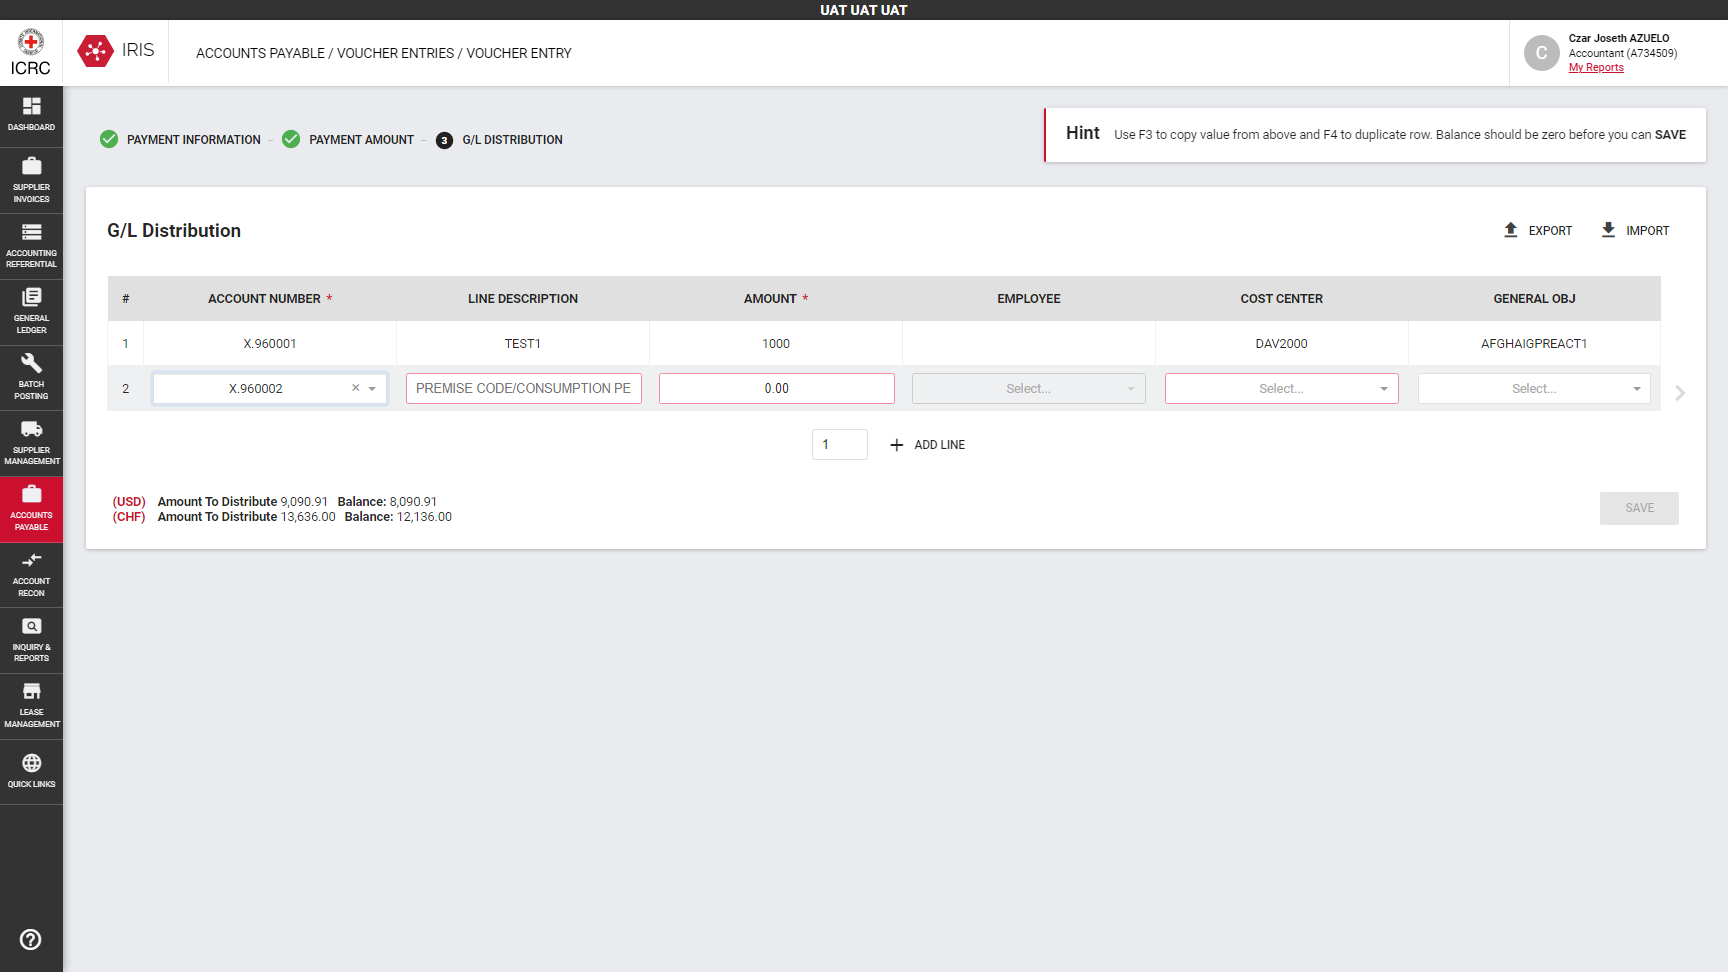 UAT UAT UAT
ICRC
IRIS
ACCOUNTS PAYABLE / VOUCHER ENTRIES / VOUCHER ENTRY
C
Czar Joseth AZUELO
Accountant (A734509)
My Reports
DASHBOARD
SUPPLIER
INVOICES
ACCOUNTING
REFERENTIAL
GENERAL
LEDGER
BATCH
POSTING
SUPPLIER
MANAGEMENT
ACCOUNTS
PAYABLE
ACCOUNT
RECON
INQUIRY &
REPORTS
LEASE
MANAGEMENT
QUICK LINKS
PAYMENT INFORMATION
PAYMENT AMOUNT
3 G/L DISTRIBUTION
Hint Use F3 to copy value from above and F4 to duplicate row. Balance should be zero before you can SAVE
G/L Distribution
EXPORT
IMPORT
# ACCOUNT NUMBER * LINE DESCRIPTION AMOUNT * EMPLOYEE COST CENTER GENERAL OBJ
1 X.960001 TEST1 1000 DAV2000 AFGHAIGPREACT1
2 X.960002 × PREMISE CODE/CONSUMPTION PE 0.00 Select... Select... Select...
1 + ADD LINE
(USD) Amount To Distribute 9,090.91 Balance: 8,090.91
(CHF) Amount To Distribute 13,636.00 Balance: 12,136.00
SAVE